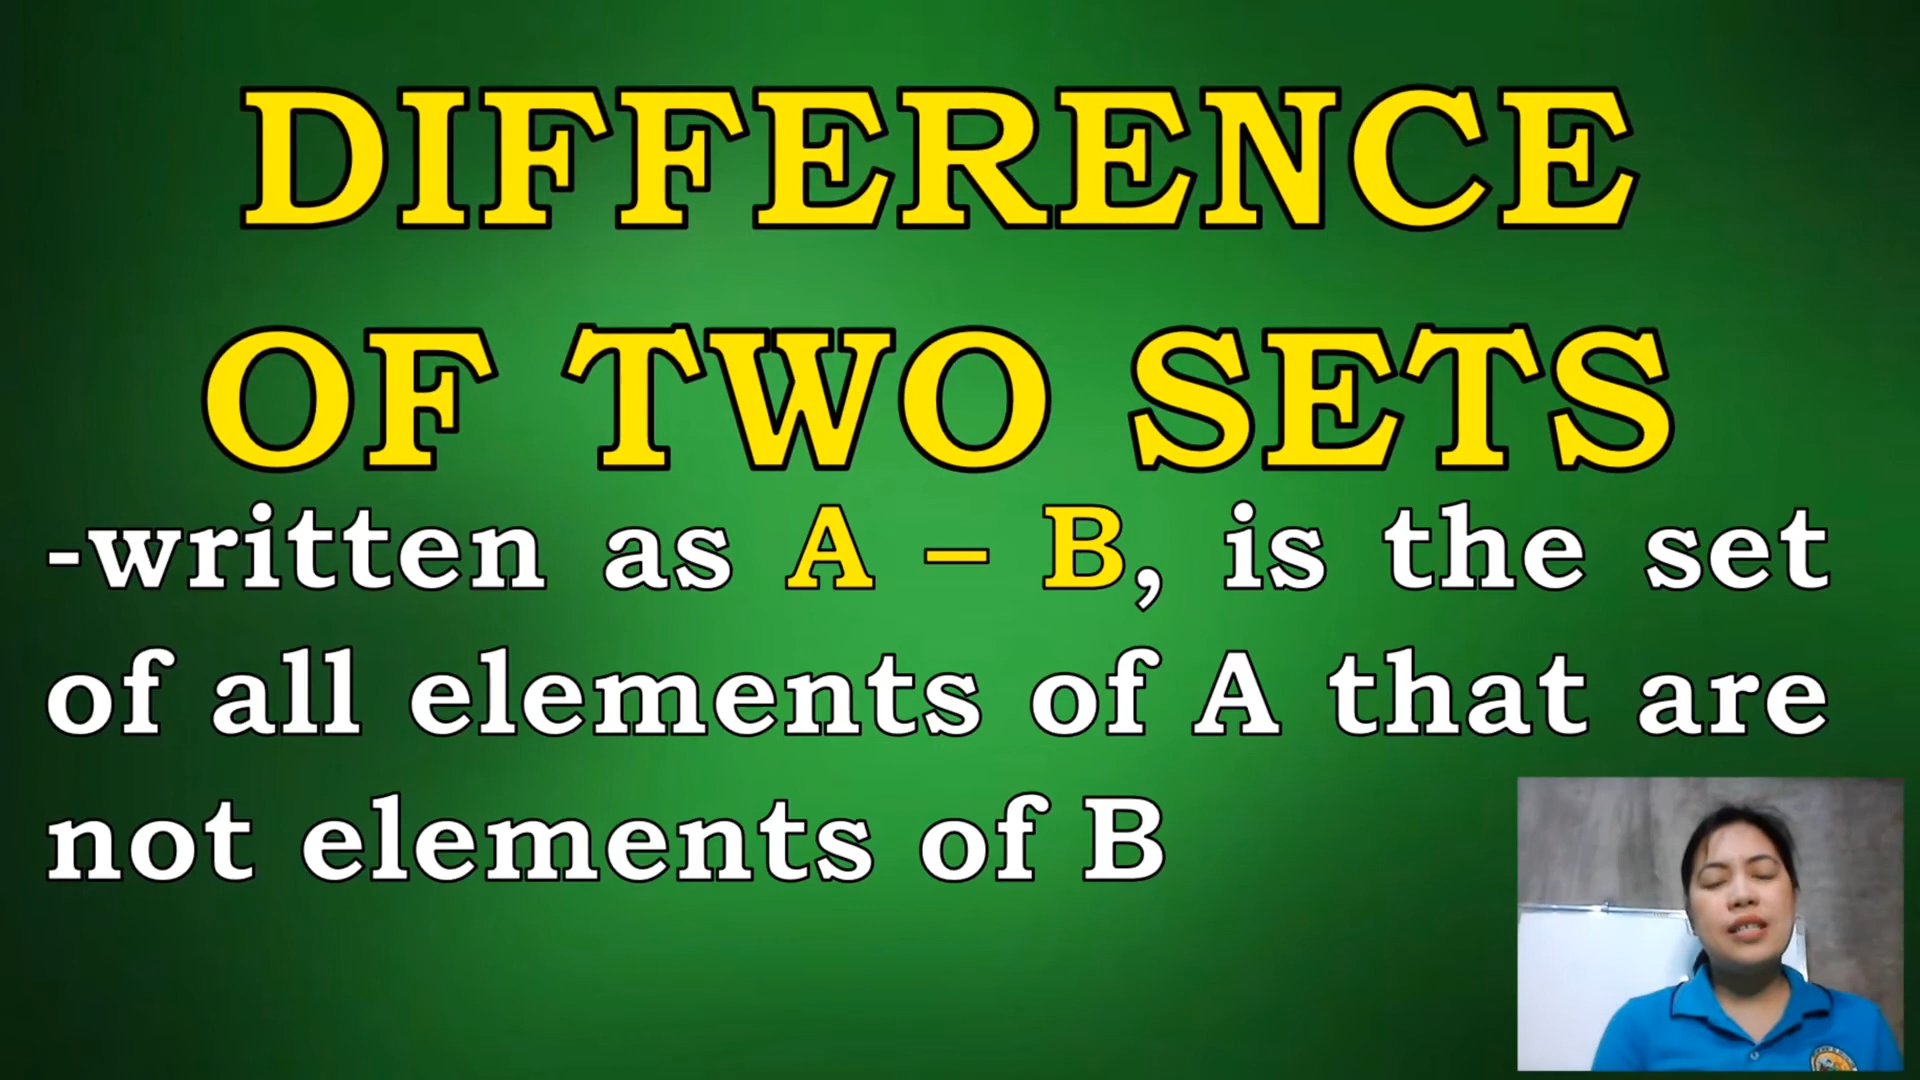 DIFFERENCE
OF TWO SETS
-written as A – B, is the set
of all elements of A that are
not elements of B